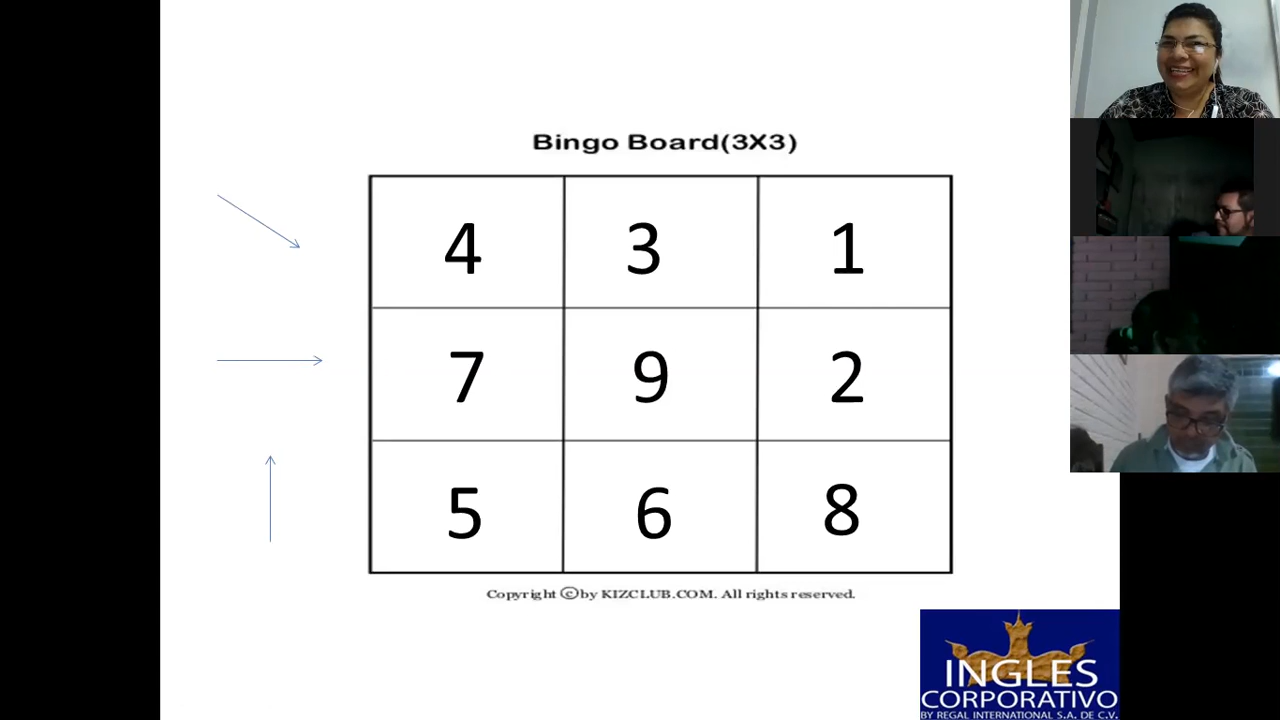 Bingo Board(3X3)
4 3 1
7 9 2
5 6 8
Copyright ©by KIZCLUB.COM. All rights reserved.
INGLES
CORPORATIVO
BY REGAL INTERNATIONAL S.A. DE C.V.